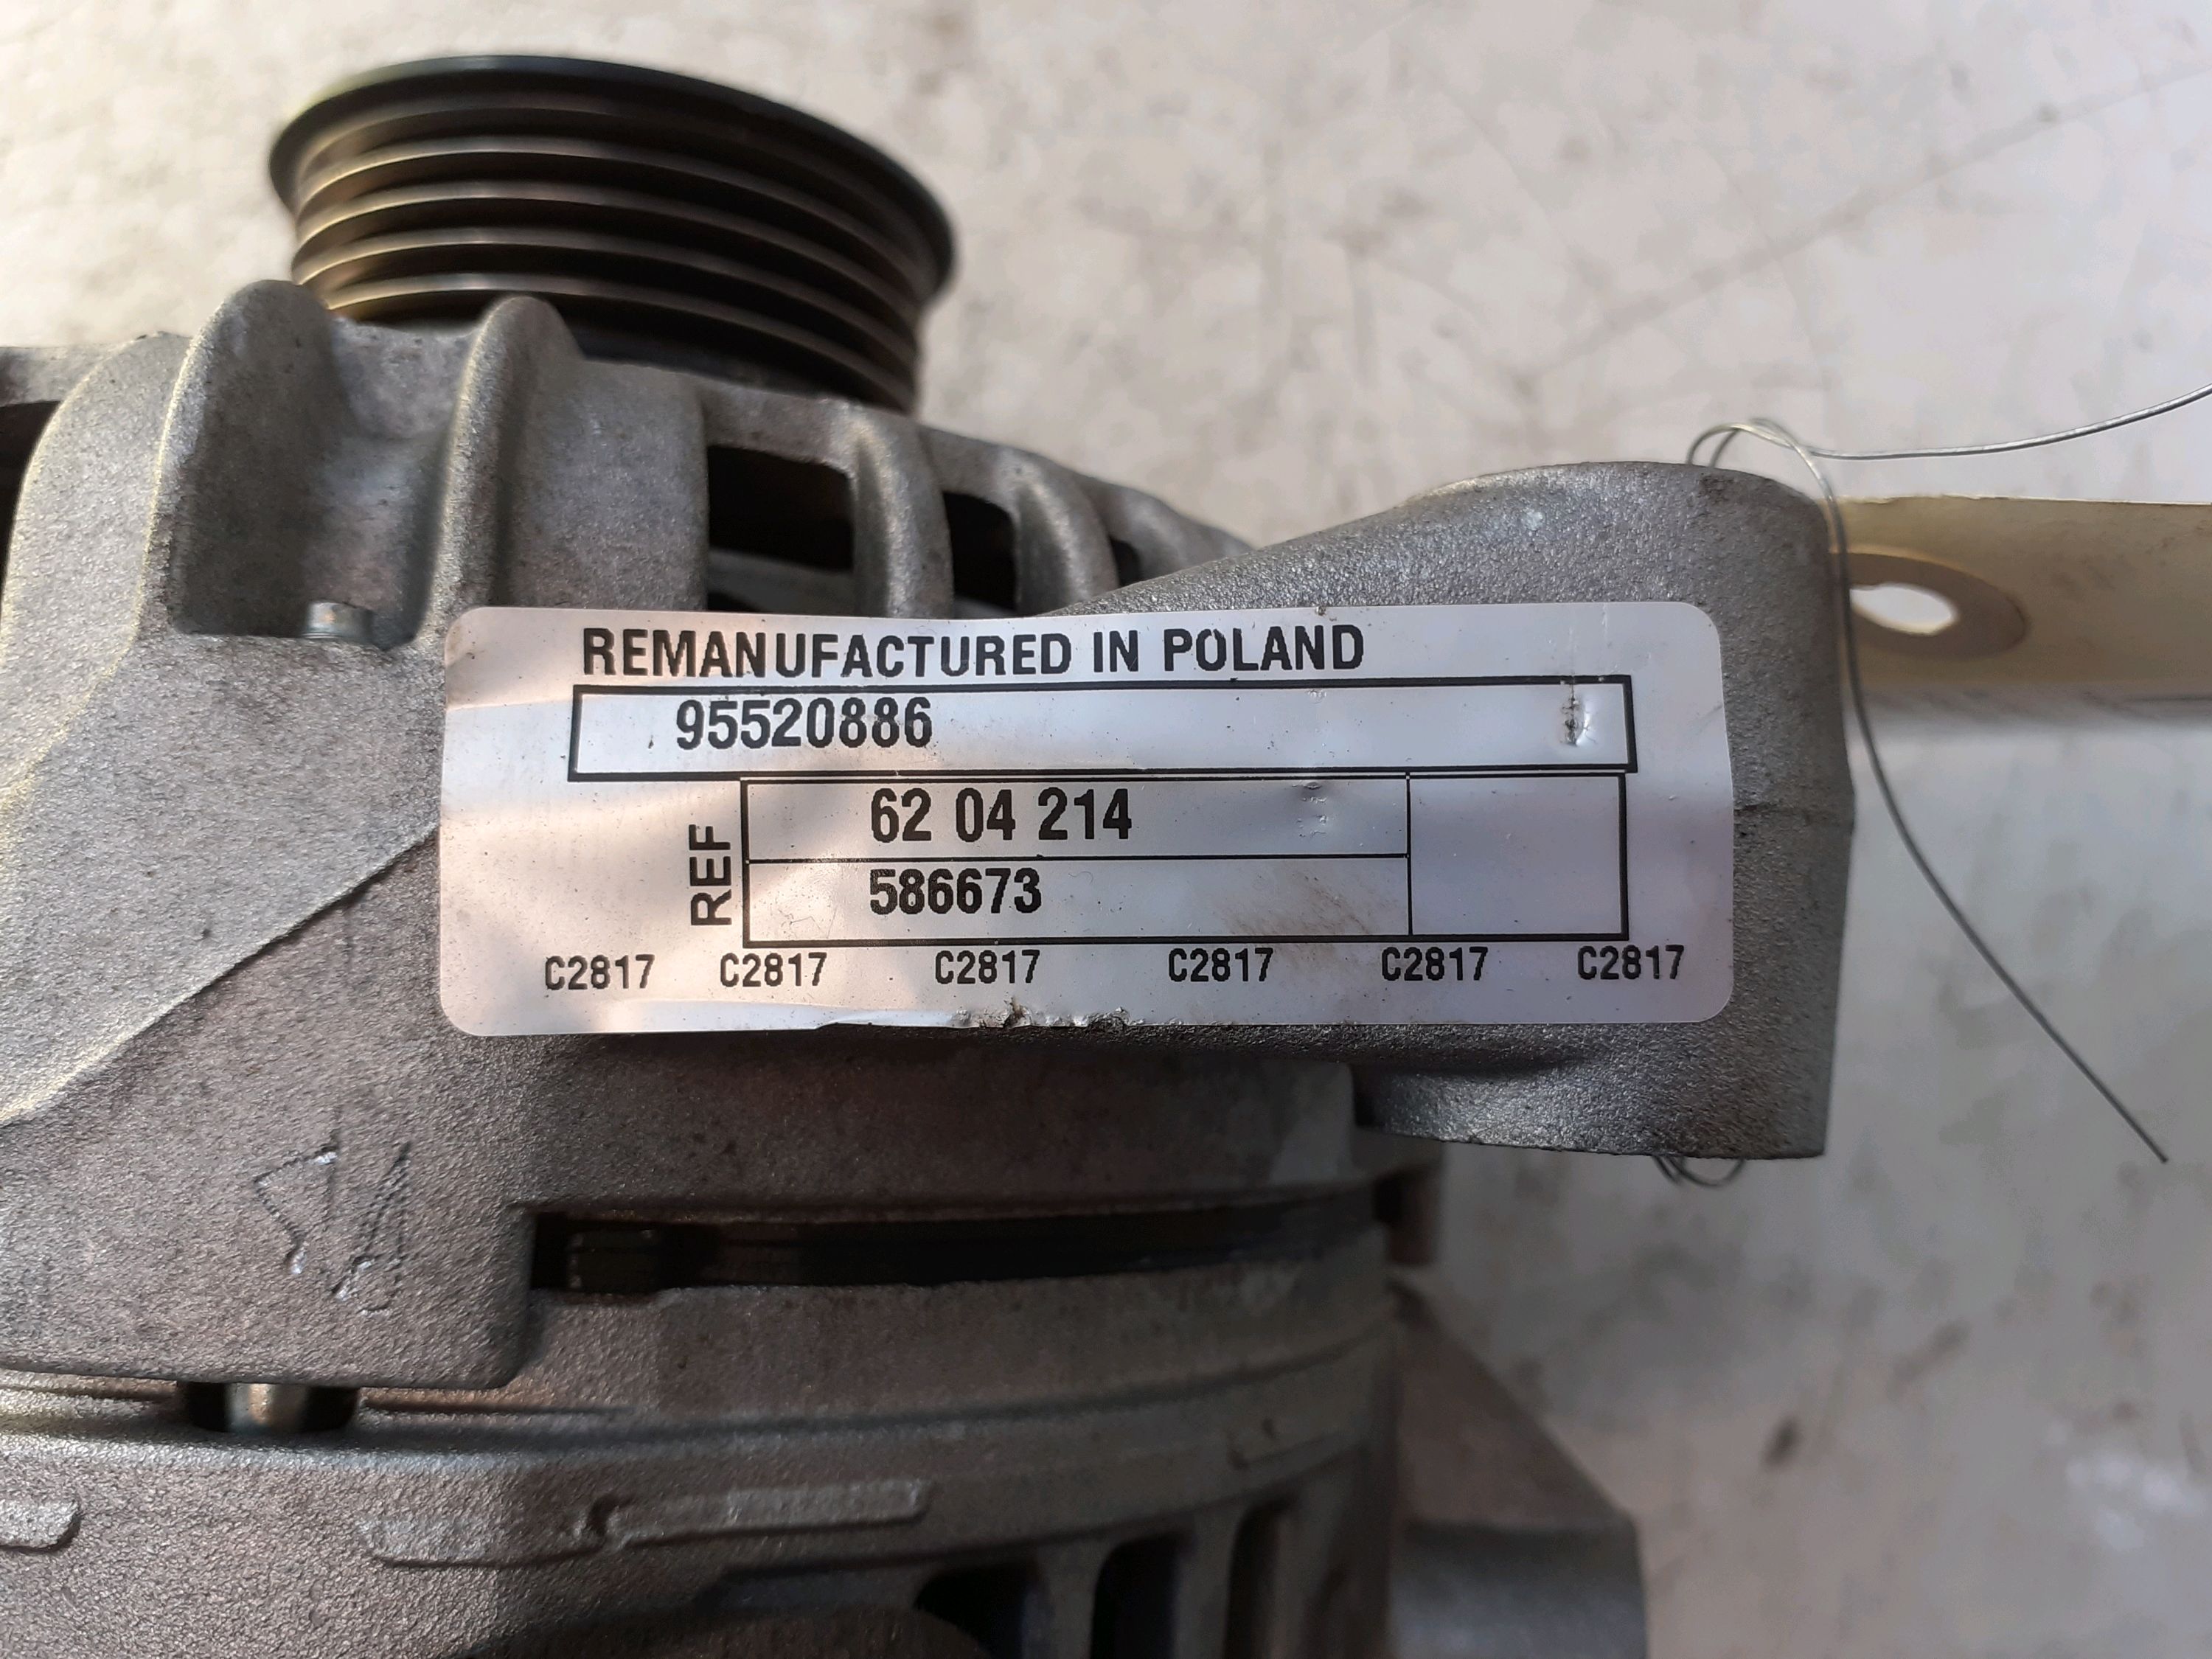 REMANUFACTURED IN POLAND
95520886
REF
62 04 214
586673
C2817 C2817 C2817 C2817 C2817 C2817